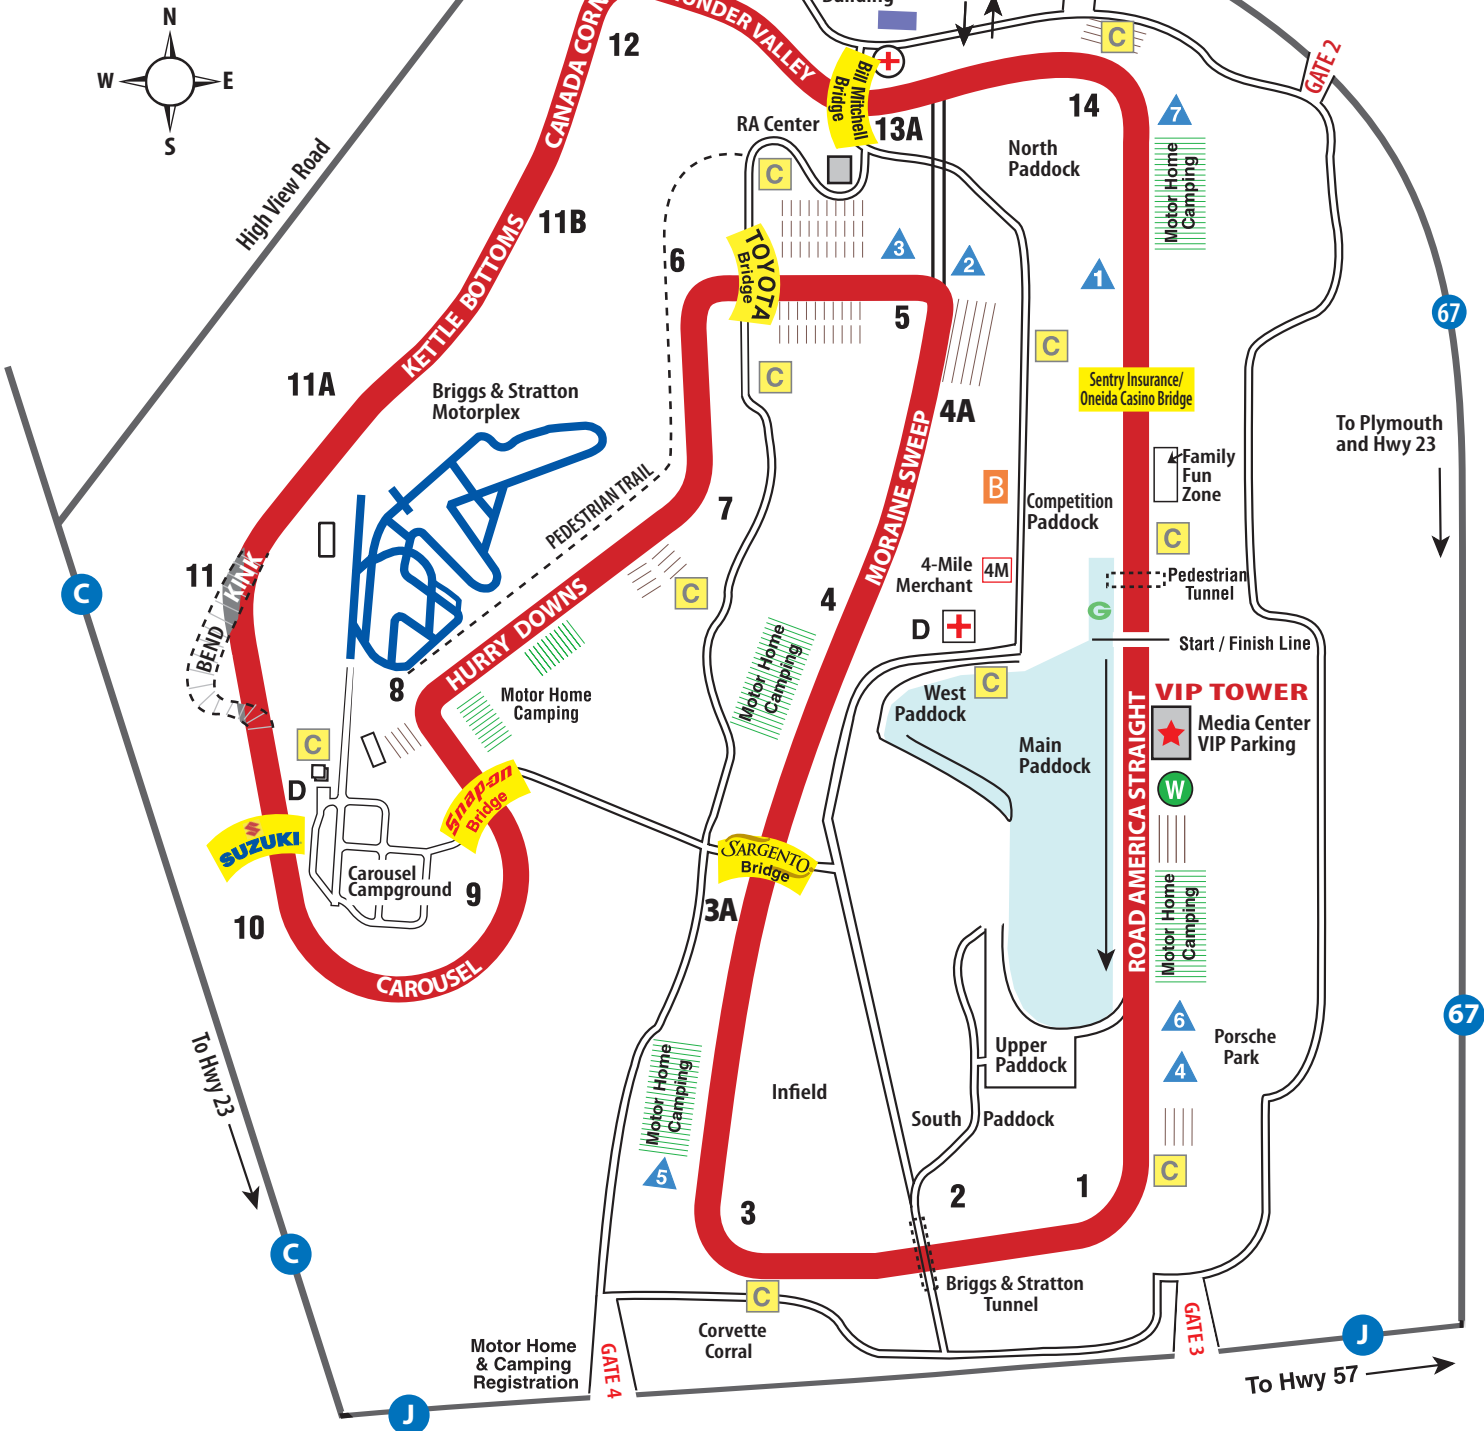 Building
N
W
E
S
High View Road
CANADA CORN
12
UNDER VALLEY
Bill Mitchell
Bridge
13A
14
C
GATE 2
7
Motor Home
Camping
North
Paddock
RA Center
C
11B
6
TOYOTA
Bridge
3
2
1
5
67
KETTLE BOTTOMS
11A
C
C
Sentry Insurance/
Oneida Casino Bridge
Briggs & Stratton
Motorplex
4A
To Plymouth
and Hwy 23
MORAINE SWEEP
PEDESTRIAN TRAIL
7
B
Competition
Paddock
Family
Fun
Zone
C
11
KINK
BEND
C
4-Mile
Merchant
4M
Pedestrian
Tunnel
C
4
D
G
Start / Finish Line
HURRY DOWNS
8
Motor Home
Camping
Motor Home
Camping
C
West
Paddock
Main
Paddock
VIP TOWER
Media Center
VIP Parking
W
ROAD AMERICA STRAIGHT
C
D
SUZUKI
Snap-on
Bridge
SARGENTO
Bridge
Carousel
Campground
9
10
3A
Motor Home
Camping
CAROUSEL
6
4
Porsche
Park
67
To Hwy 23
Upper
Paddock
Motor Home
Camping
Infield
South Paddock
5
C
3
2
1
C
Briggs & Stratton
Tunnel
C
Corvette
Corral
GATE 3
J
Motor Home
& Camping
Registration
GATE 4
To Hwy 57
J